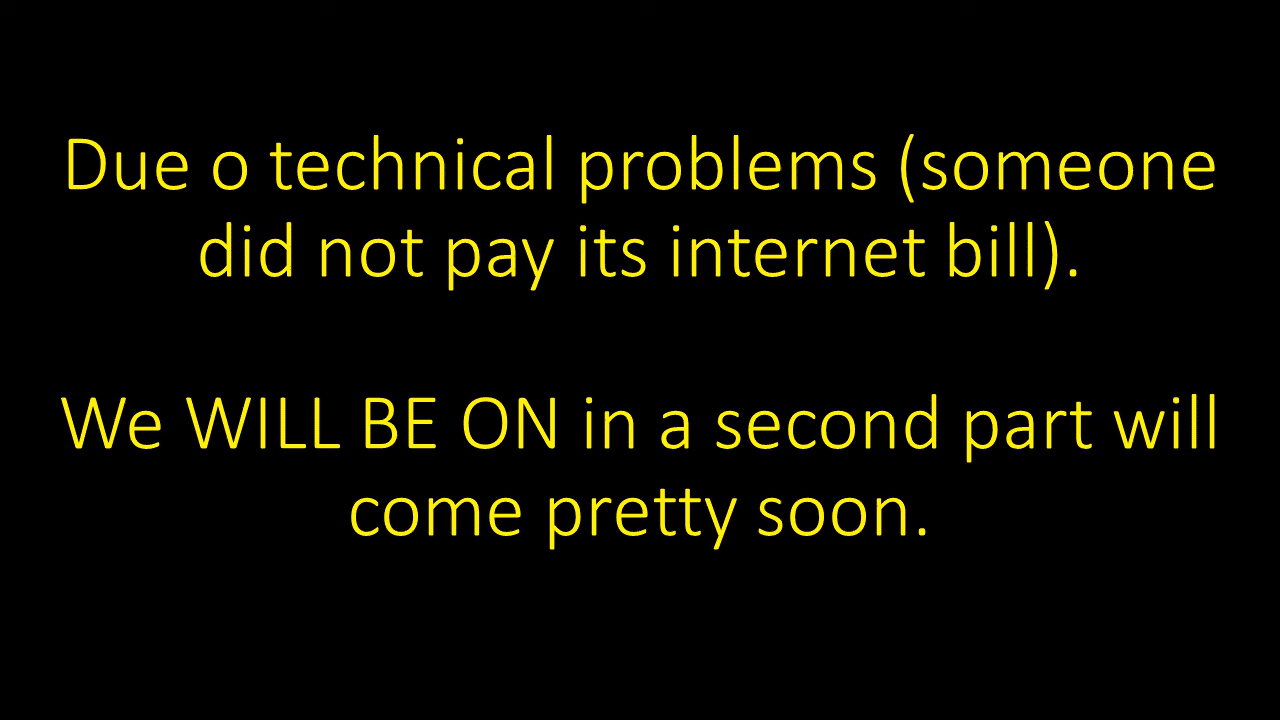 Due o technical problems (someone
did not pay its internet bill).
We WILL BE ON in a second part will
come pretty soon.